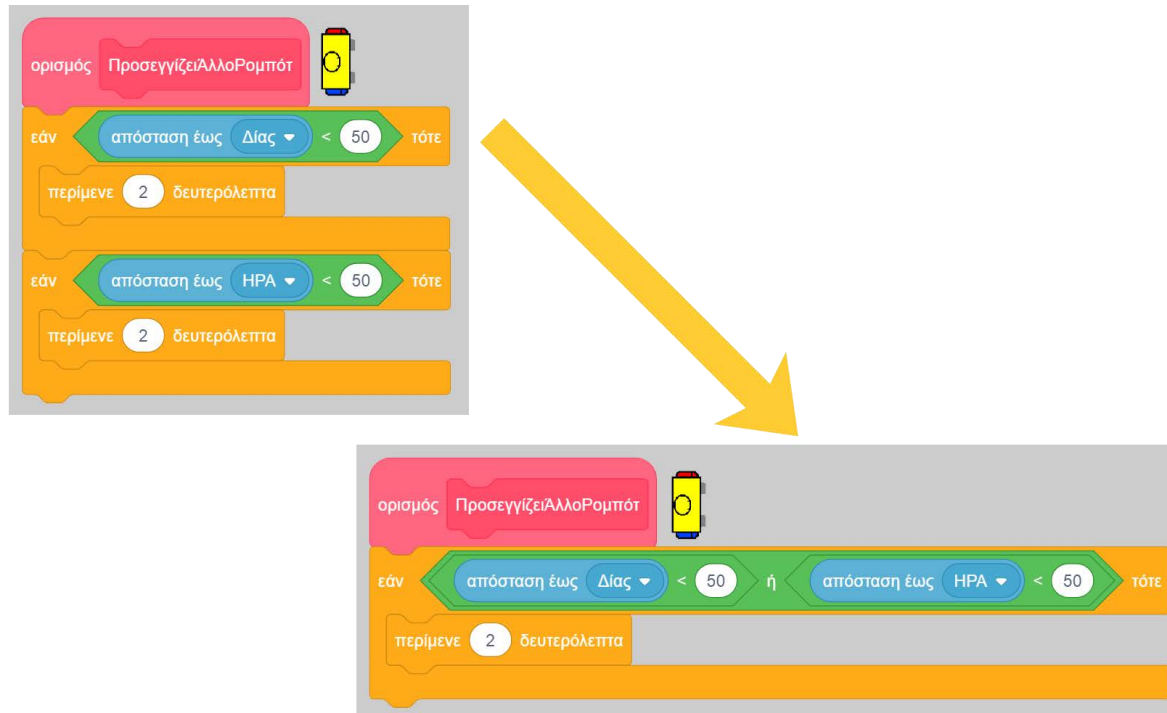 ορισμός ΠροσεγγίζειΆλλοΡομπότ
εάν απόσταση έως Δίας < 50 τότε
περίμενε 2 δευτερόλεπτα
εάν απόσταση έως ΗΡΑ < 50 τότε
περίμενε 2 δευτερόλεπτα
ορισμός ΠροσεγγίζειΆλλοΡομπότ
εάν απόσταση έως Δίας < 50 ή απόσταση έως ΗΡΑ < 50 τότε
περίμενε 2 δευτερόλεπτα